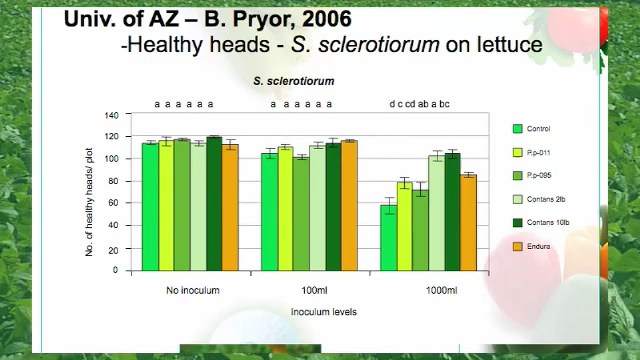 Univ. of AZ – B. Pryor, 2006
-Healthy heads - S. sclerotiorum on lettuce
S. sclerotiorum
a a a a a a
a a a a a a
d c cd ab a bc
140
120
100
80
60
40
20
0
No. of healthy heads/ plot
No inoculum
100ml
1000ml
Inoculum levels
Control
P.p-011
P.p-095
Contans 2lb
Contans 10lb
Endura